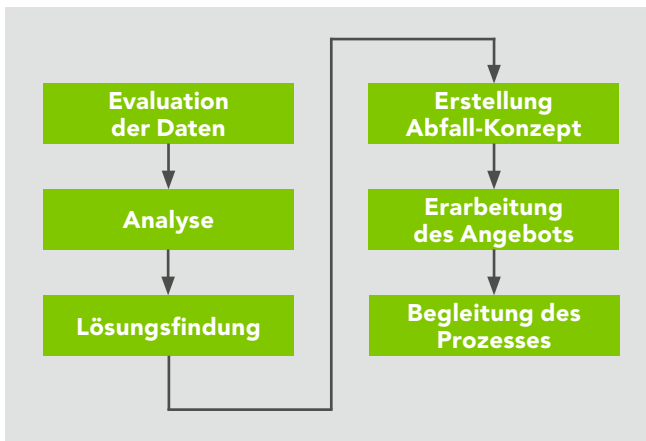 Evaluation
der Daten
Analyse
Lösungsfindung
Erstellung
Abfall-Konzept
Erarbeitung
des Angebots
Begleitung des
Prozesses